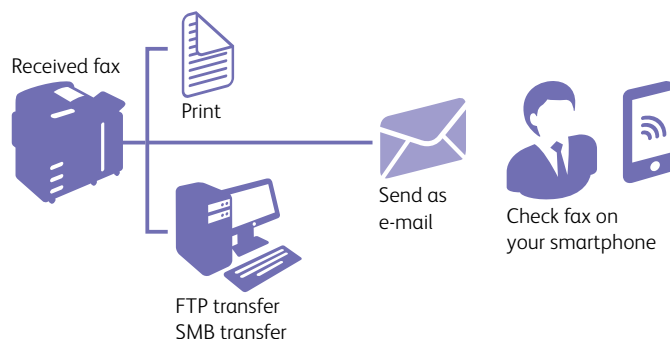 Received fax
Print
Send as
e-mail
Check fax on
your smartphone
FTP transfer
SMB transfer